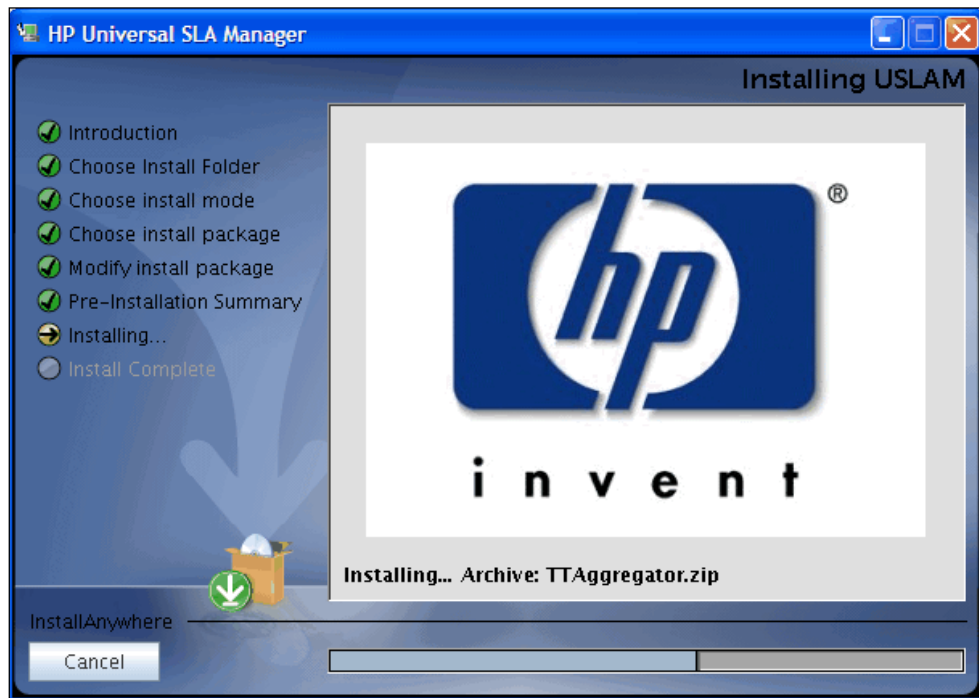 HP Universal SLA Manager
Installing USLAM
Introduction
Choose Install Folder
Choose install mode
Choose install package
Modify install package
Pre-Installation Summary
Installing...
Install Complete
hp
®
invent
Installing... Archive: TTAggregator.zip
InstallAnywhere
Cancel